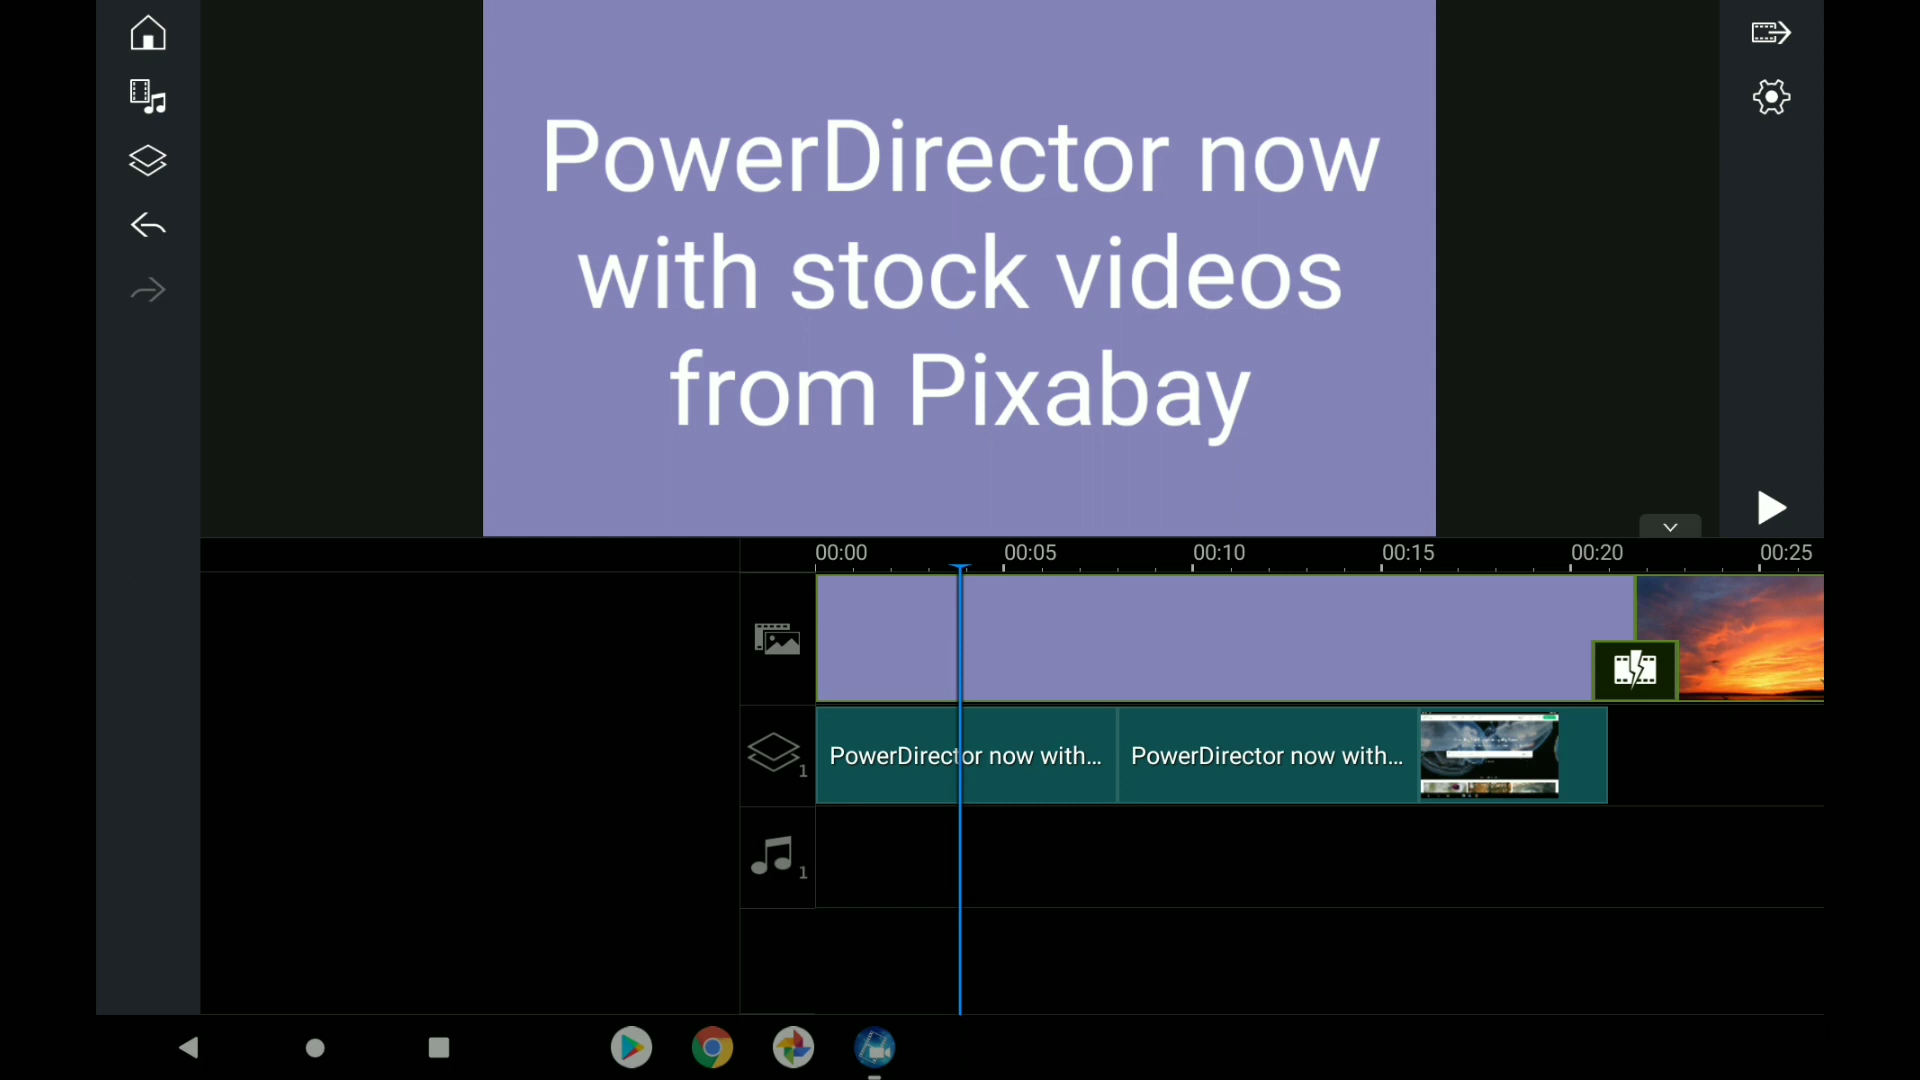 PowerDirector now
with stock videos
from Pixabay
00:00 00:05 00:10 00:15 00:20 00:25
PowerDirector now with... PowerDirector now with...
1
1